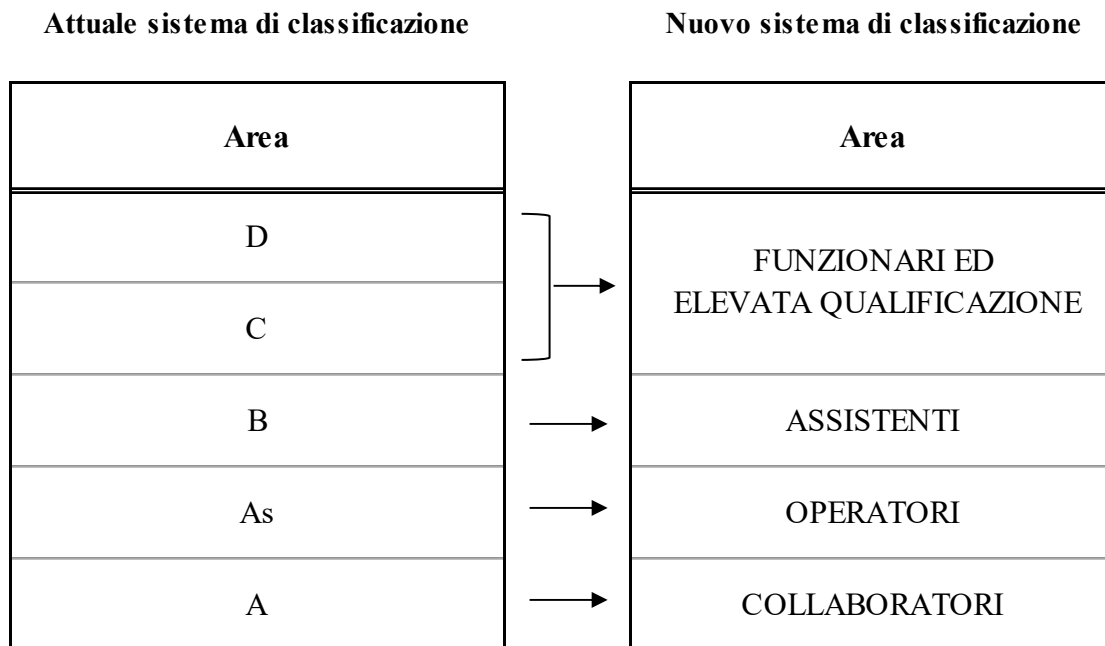 Attuale sistema di classificazione
Nuovo sistema di classificazione
Area
Area
D
C
B
As
A
FUNZIONARI ED
ELEVATA QUALIFICAZIONE
ASSISTENTI
OPERATORI
COLLABORATORI